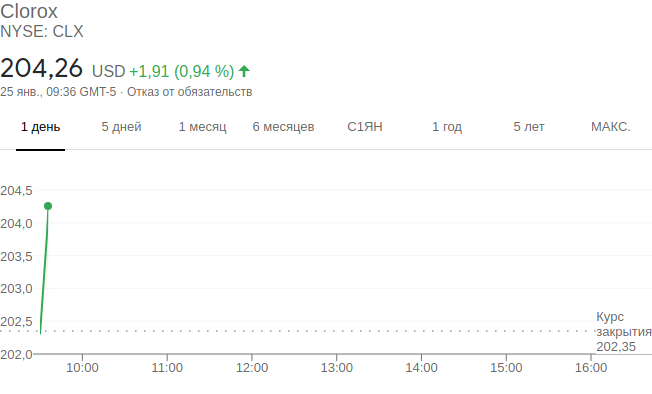 Clorox
NYSE: CLX
204,26 USD +1,91 (0,94 %)
25 янв., 09:36 GMT-5 · Отказ от обязательств
1 день 5 дней 1 месяц 6 месяцев С1ЯН 1 год 5 лет МАКС.
204,5
204,0
203,5
203,0
202,5
202,0
Курс
закрытия
202,35
10:00 11:00 12:00 13:00 14:00 15:00 16:00